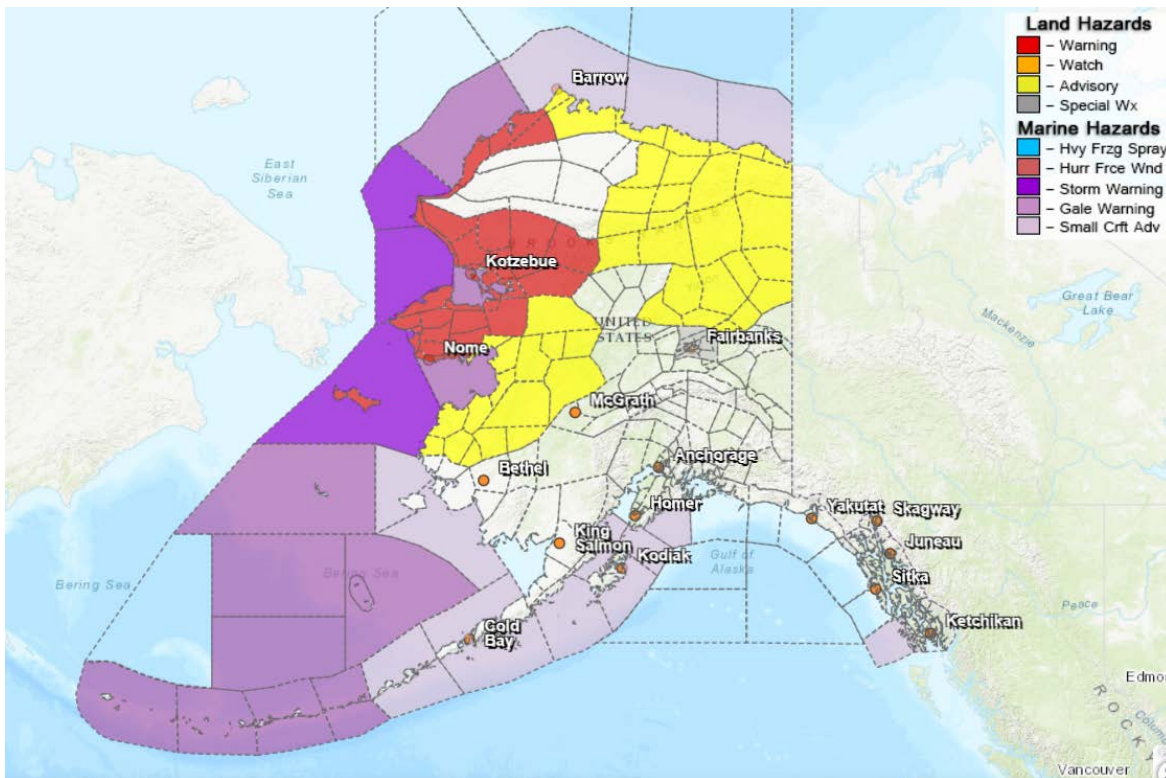 Land Hazards
– Warning
– Watch
– Advisory
– Special Wx
Marine Hazards
– Hvy Frzg Spray
– Hurr Frce Wnd
– Storm Warning
– Gale Warning
– Small Crft Adv
Barrow
East
Siberian
Sea
Kotzebue
UNITED
STATES
Fairbanks
Nome
McGrath
Great Bear
Lake
Mackenzie
Anchorage
Bethel
Homer
Yakutat
Skagway
King
Salmon
Kodiak
Gulf of
Alaska
Juneau
Sitka
Bering Sea
Bering Sea
Peace
Cold
Bay
Ketchikan
Edmo
ROCKY
Columbia
Vancouver